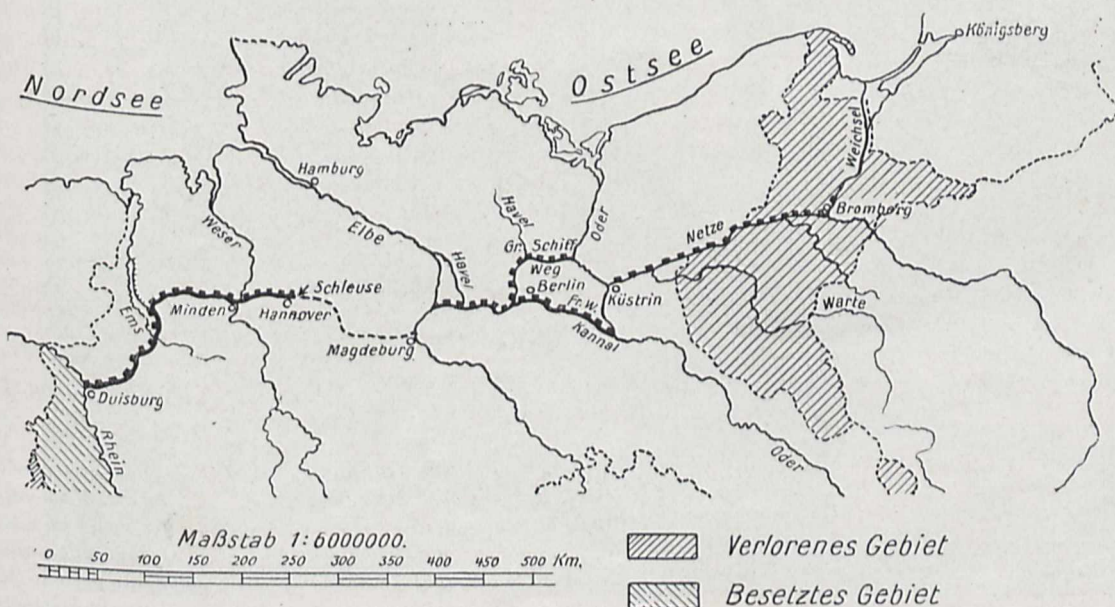 Königsberg
Ostsee
Nordsee
Weichsel
Hamburg
Havel
Bromberg
Weser
Elbe
Gr. Schiff
Weg
Oder
Netze
Havel
Berlin
Küstrin
Schleuse
Fr. W.
Kannal
Warte
Ems
Minden
Hannover
Magdeburg
Duisburg
Rhein
Oder
Maßstab 1:6000000.
0 50 100 150 200 250 300 350 400 450 500 Km,
Verlorenes Gebiet
Besetztes Gebiet